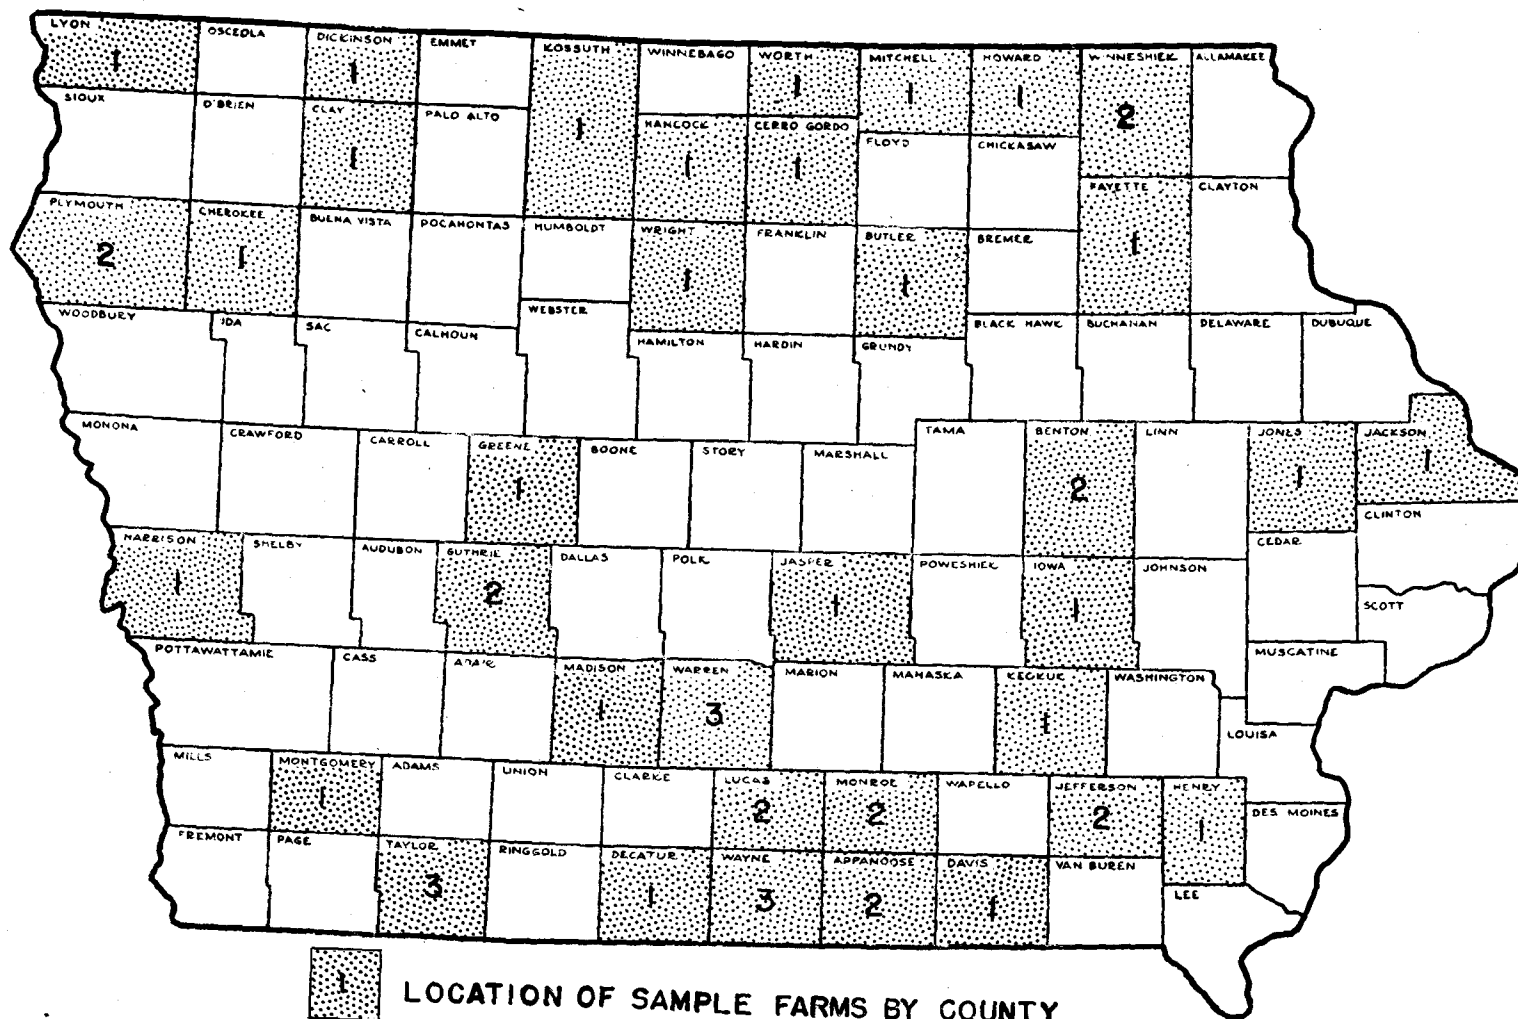 LYON
1
OSCEOLA
DICKINSON
1
EMMET
KOSSUTH
1
WINNEBAGO
WORTH
1
MITCHELL
1
HOWARD
1
WINNESHIEK
2
ALLAMAKEE
SIOUX
O'BRIEN
CLAY
1
PALO ALTO
HANCOCK
1
CERRO GORDO
1
FLOYD
CHICKASAW
PLYMOUTH
2
CHEROKEE
1
BUENA VISTA
POCAHONTAS
HUMBOLDT
WRIGHT
1
FRANKLIN
BUTLER
1
BREMER
FAYETTE
1
CLAYTON
WOODBURY
IDA
SAC
CALHOUN
WEBSTER
HAMILTON
HARDIN
GRUNDY
BLACK HAWK
BUCHANAN
DELAWARE
DUBUQUE
MONONA
CRAWFORD
CARROLL
GREENE
1
BOONE
STORY
MARSHALL
TAMA
BENTON
2
LINN
JONES
1
JACKSON
1
CLINTON
HARRISON
1
SHELBY
AUDUBON
GUTHRIE
2
DALLAS
POLK
JASPER
1
POWESHIEK
IOWA
1
JOHNSON
CEDAR
SCOTT
POTTAWATTAMIE
CASS
ADAIR
MADISON
1
WARREN
3
MARION
MAHASKA
KEOKUK
1
WASHINGTON
MUSCATINE
LOUISA
MILLS
MONTGOMERY
1
ADAMS
UNION
CLARKE
LUCAS
2
MONROE
2
WAPELLO
JEFFERSON
2
HENRY
1
DES MOINES
FREMONT
PAGE
TAYLOR
3
RINGGOLD
DECATUR
1
WAYNE
3
APPANOOSE
2
DAVIS
1
VAN BUREN
LEE
1
LOCATION OF SAMPLE FARMS BY COUNTY